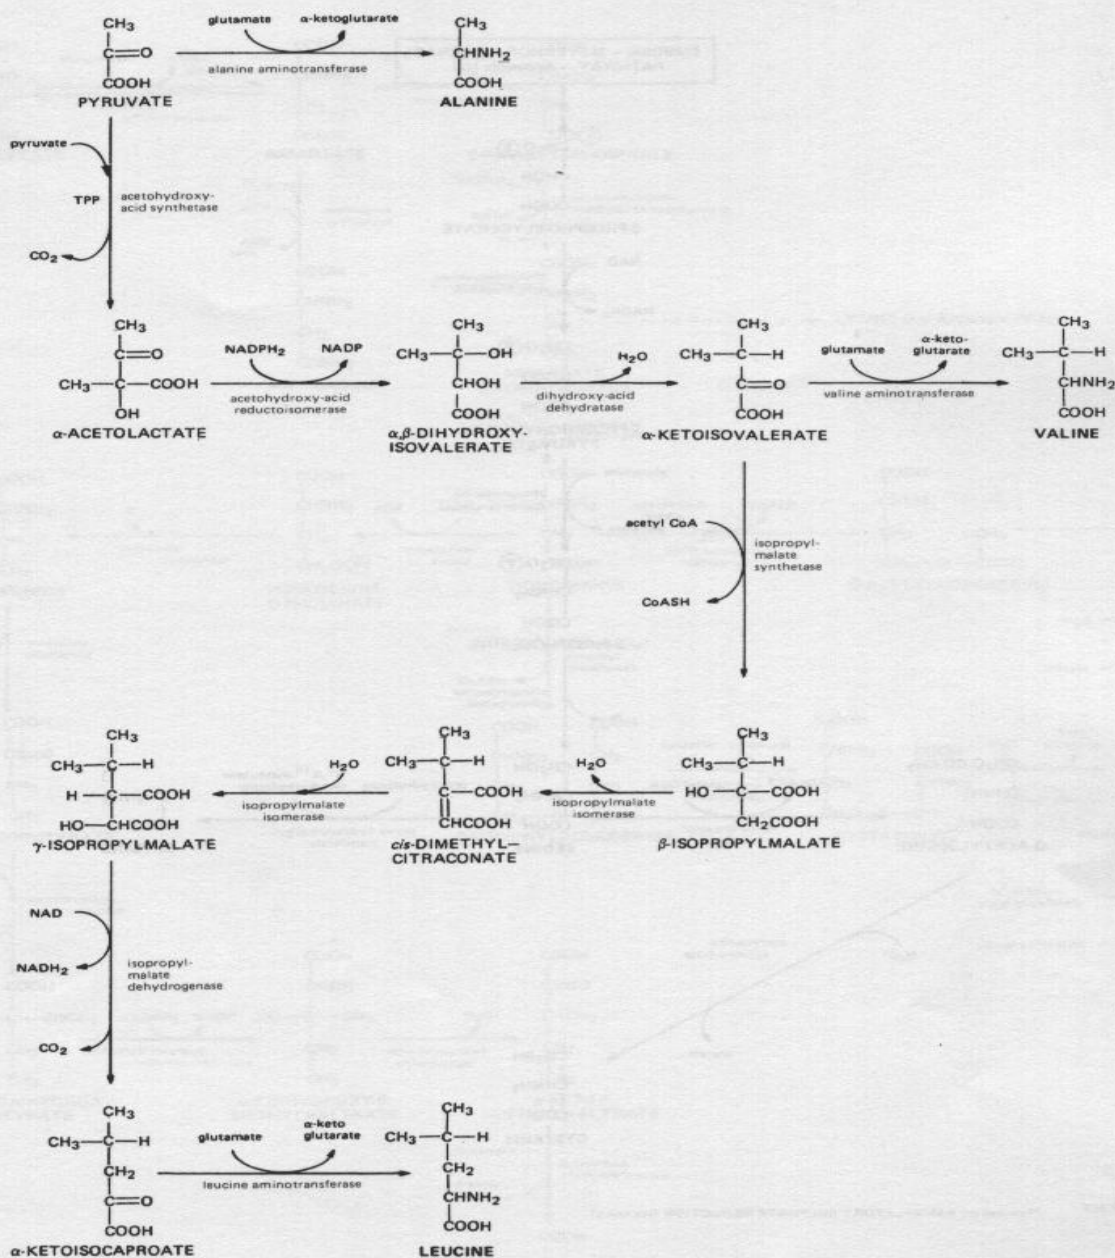 CH₃
C=O
COOH
PYRUVATE
glutamate
α-ketoglutarate
alanine aminotransferase
CH₃
CHNH₂
COOH
ALANINE
pyruvate
TPP
acetohydroxy-
acid synthetase
CO₂
CH₃
C=O
CH₃—C—COOH
OH
α-ACETOLACTATE
NADPH₂
NADP
acetohydroxy-acid
reductoisomerase
CH₃
CH₃—C—OH
CHOH
COOH
α,β-DIHYDROXY-
ISOVALERATE
H₂O
dihydroxy-acid
dehydratase
CH₃
CH₃—C—H
C=O
COOH
α-KETOISOVALERATE
glutamate
α-keto-
glutarate
valine aminotransferase
CH₃
CH₃—C—H
CHNH₂
COOH
VALINE
acetyl CoA
isopropyl-
malate
synthetase
CoASH
CH₃
CH₃—C—H
HO—C—COOH
CH₂COOH
β-ISOPROPYLMALATE
H₂O
isopropylmalate
isomerase
CH₃
CH₃—C—H
C—COOH
CHCOOH
cis-DIMETHYL—
CITRACONATE
H₂O
isopropylmalate
isomerase
CH₃
CH₃—C—H
H—C—COOH
HO—CHCOOH
γ-ISOPROPYLMALATE
NAD
NADH₂
isopropyl-
malate
dehydrogenase
CO₂
CH₃
CH₃—C—H
CH₂
C=O
COOH
α-KETOISOCAPROATE
glutamate
α-keto
glutarate
leucine aminotransferase
CH₃
CH₃—C—H
CH₂
CHNH₂
COOH
LEUCINE